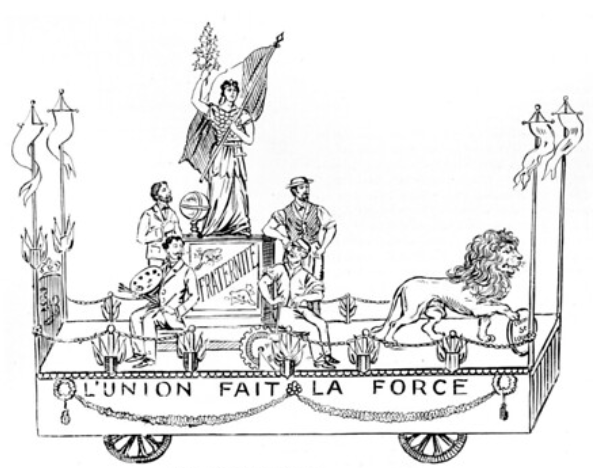 FRATERNITÉ
L'UNION FAIT LA FORCE